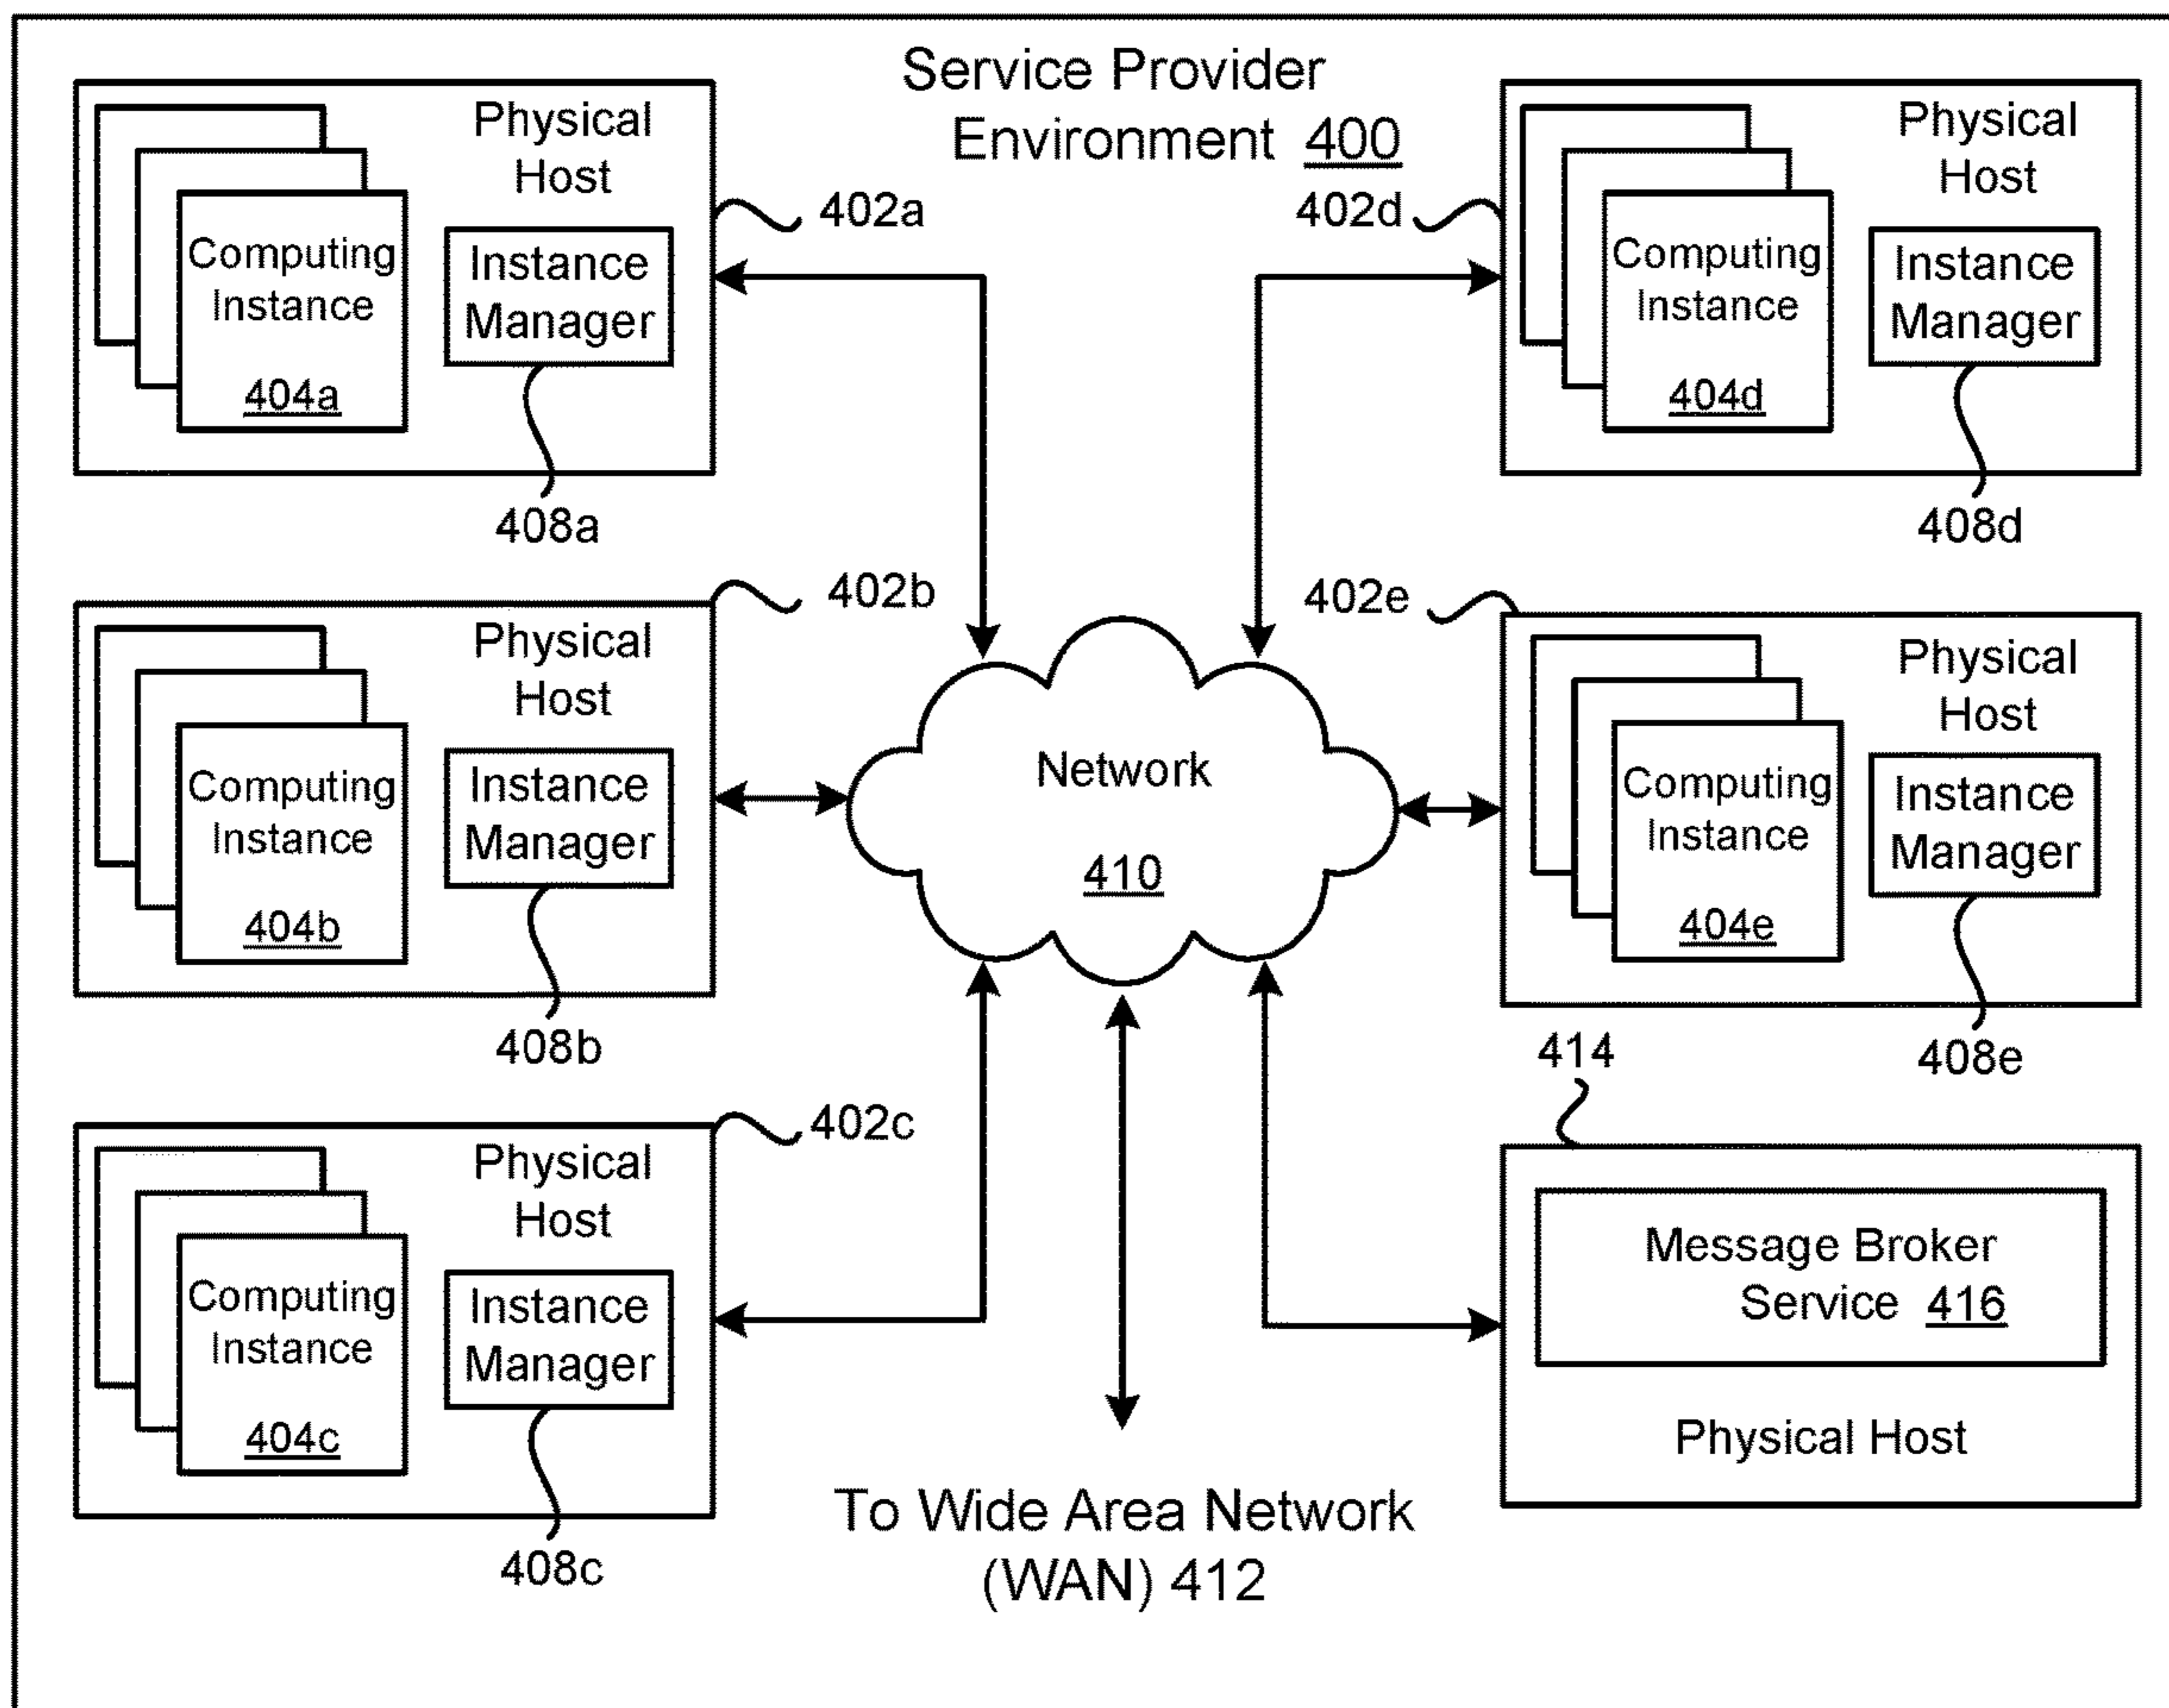 Service Provider
Environment 400
Physical
Host
402a
Computing
Instance
404a
Instance
Manager
408a
402d
Physical
Host
Computing
Instance
404d
Instance
Manager
408d
402b
Physical
Host
Computing
Instance
404b
Instance
Manager
408b
Network
410
402e
Physical
Host
Computing
Instance
404e
Instance
Manager
408e
402c
Physical
Host
Computing
Instance
404c
Instance
Manager
408c
414
Message Broker
Service 416
Physical Host
To Wide Area Network
(WAN) 412